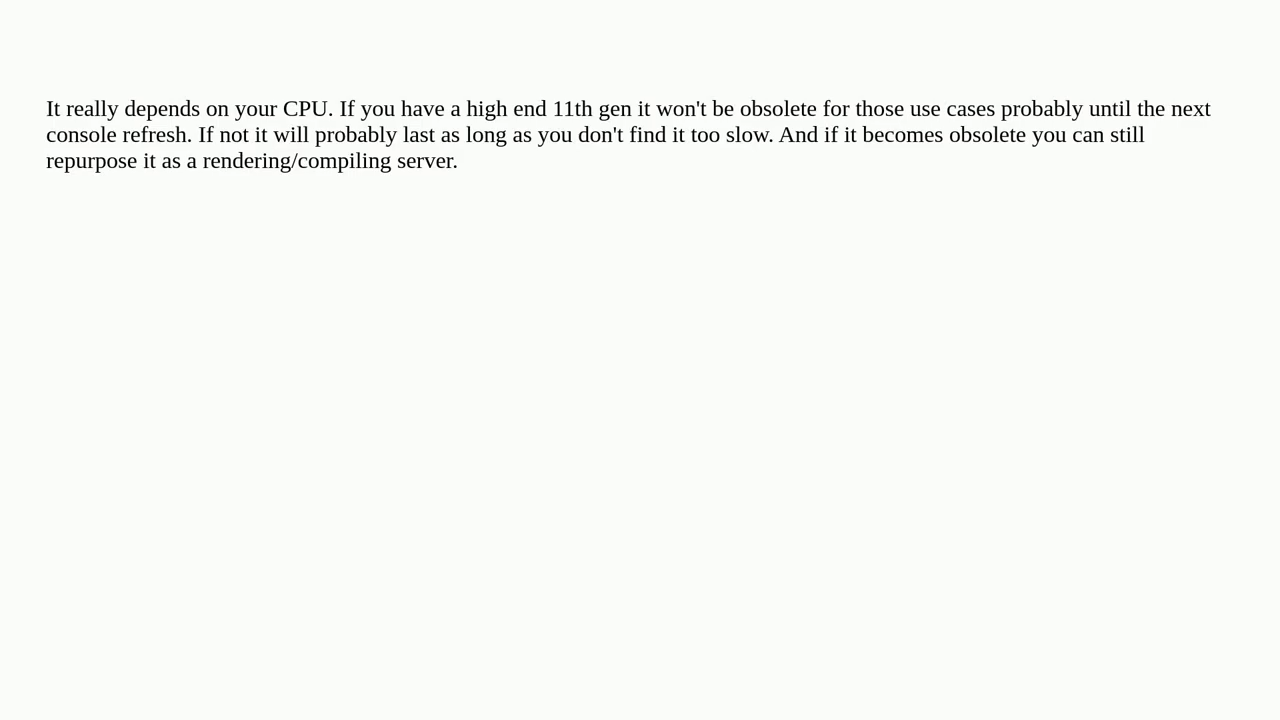 It really depends on your CPU. If you have a high end 11th gen it won't be obsolete for those use cases probably until the next
console refresh. If not it will probably last as long as you don't find it too slow. And if it becomes obsolete you can still
repurpose it as a rendering/compiling server.